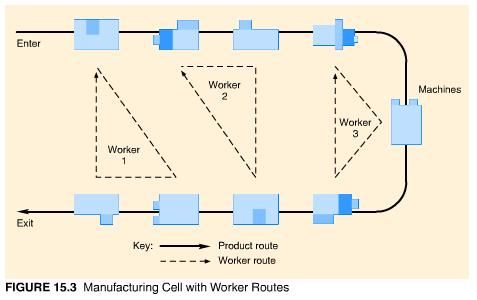 Enter
Machines
Worker
2
Worker
3
Worker
1
Exit
Key: Product route
Worker route
FIGURE 15.3 Manufacturing Cell with Worker Routes